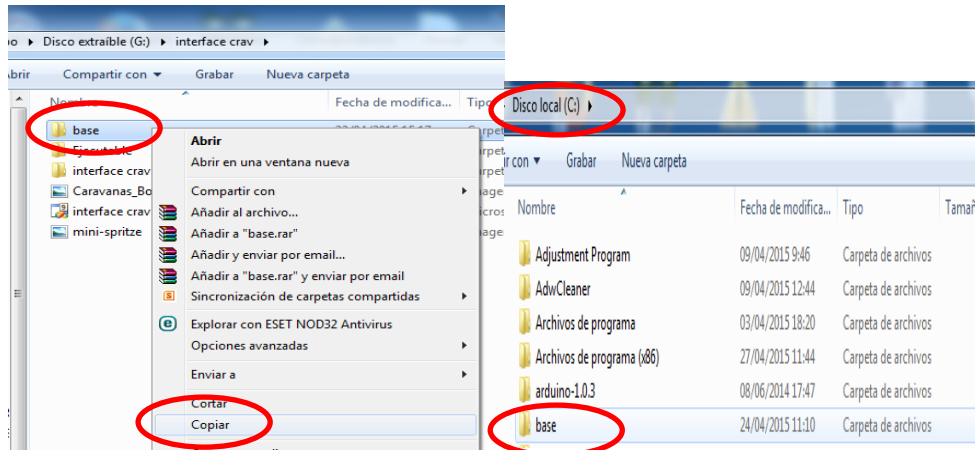 Disco extraíble (G:) ▸ interface crav ▸
Compartir con ▼ Grabar Nueva carpeta
Fecha de modifica...
base
Ejecutable
interface crav
Caravanas_Bo
interface crav
mini-spritze
Abrir
Abrir en una ventana nueva
Compartir con
Añadir al archivo...
Añadir a "base.rar"
Añadir y enviar por email...
Añadir a "base.rar" y enviar por email
Sincronización de carpetas compartidas
Explorar con ESET NOD32 Antivirus
Opciones avanzadas
Enviar a
Cortar
Copiar
Disco local (C:) ▸
con ▼ Grabar Nueva carpeta
Nombre Fecha de modifica... Tipo Tamañ
Adjustment Program 09/04/2015 9:46 Carpeta de archivos
AdwCleaner 09/04/2015 12:44 Carpeta de archivos
Archivos de programa 03/04/2015 18:20 Carpeta de archivos
Archivos de programa (x86) 27/04/2015 11:44 Carpeta de archivos
arduino-1.0.3 08/06/2014 17:47 Carpeta de archivos
base 24/04/2015 11:10 Carpeta de archivos